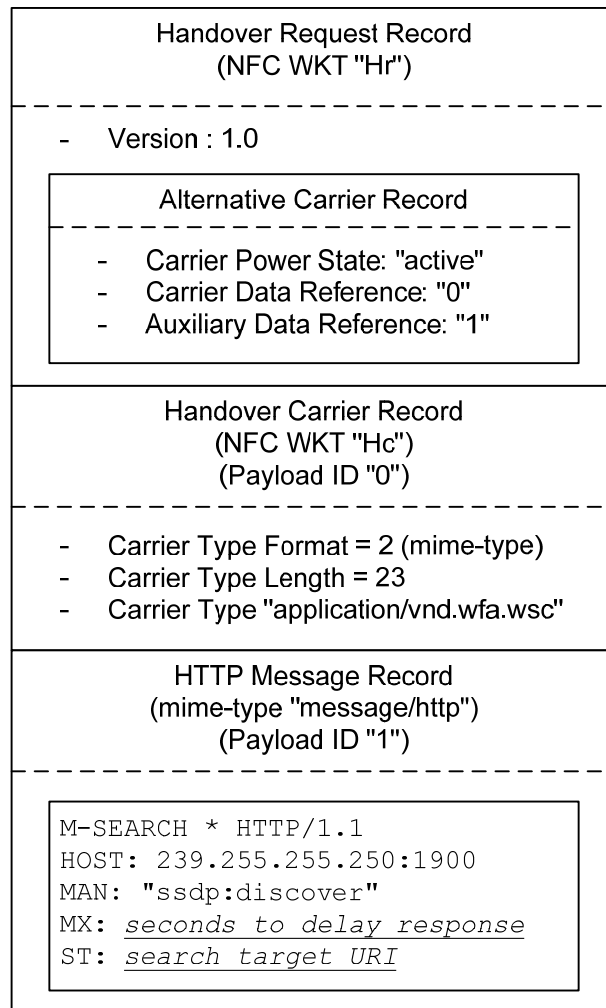 Handover Request Record
(NFC WKT "Hr")
- Version : 1.0
Alternative Carrier Record
- Carrier Power State: "active"
- Carrier Data Reference: "0"
- Auxiliary Data Reference: "1"
Handover Carrier Record
(NFC WKT "Hc")
(Payload ID "0")
- Carrier Type Format = 2 (mime-type)
- Carrier Type Length = 23
- Carrier Type "application/vnd.wfa.wsc"
HTTP Message Record
(mime-type "message/http")
(Payload ID "1")
M-SEARCH * HTTP/1.1
HOST: 239.255.255.250:1900
MAN: "ssdp:discover"
MX: seconds to delay response
ST: search target URI